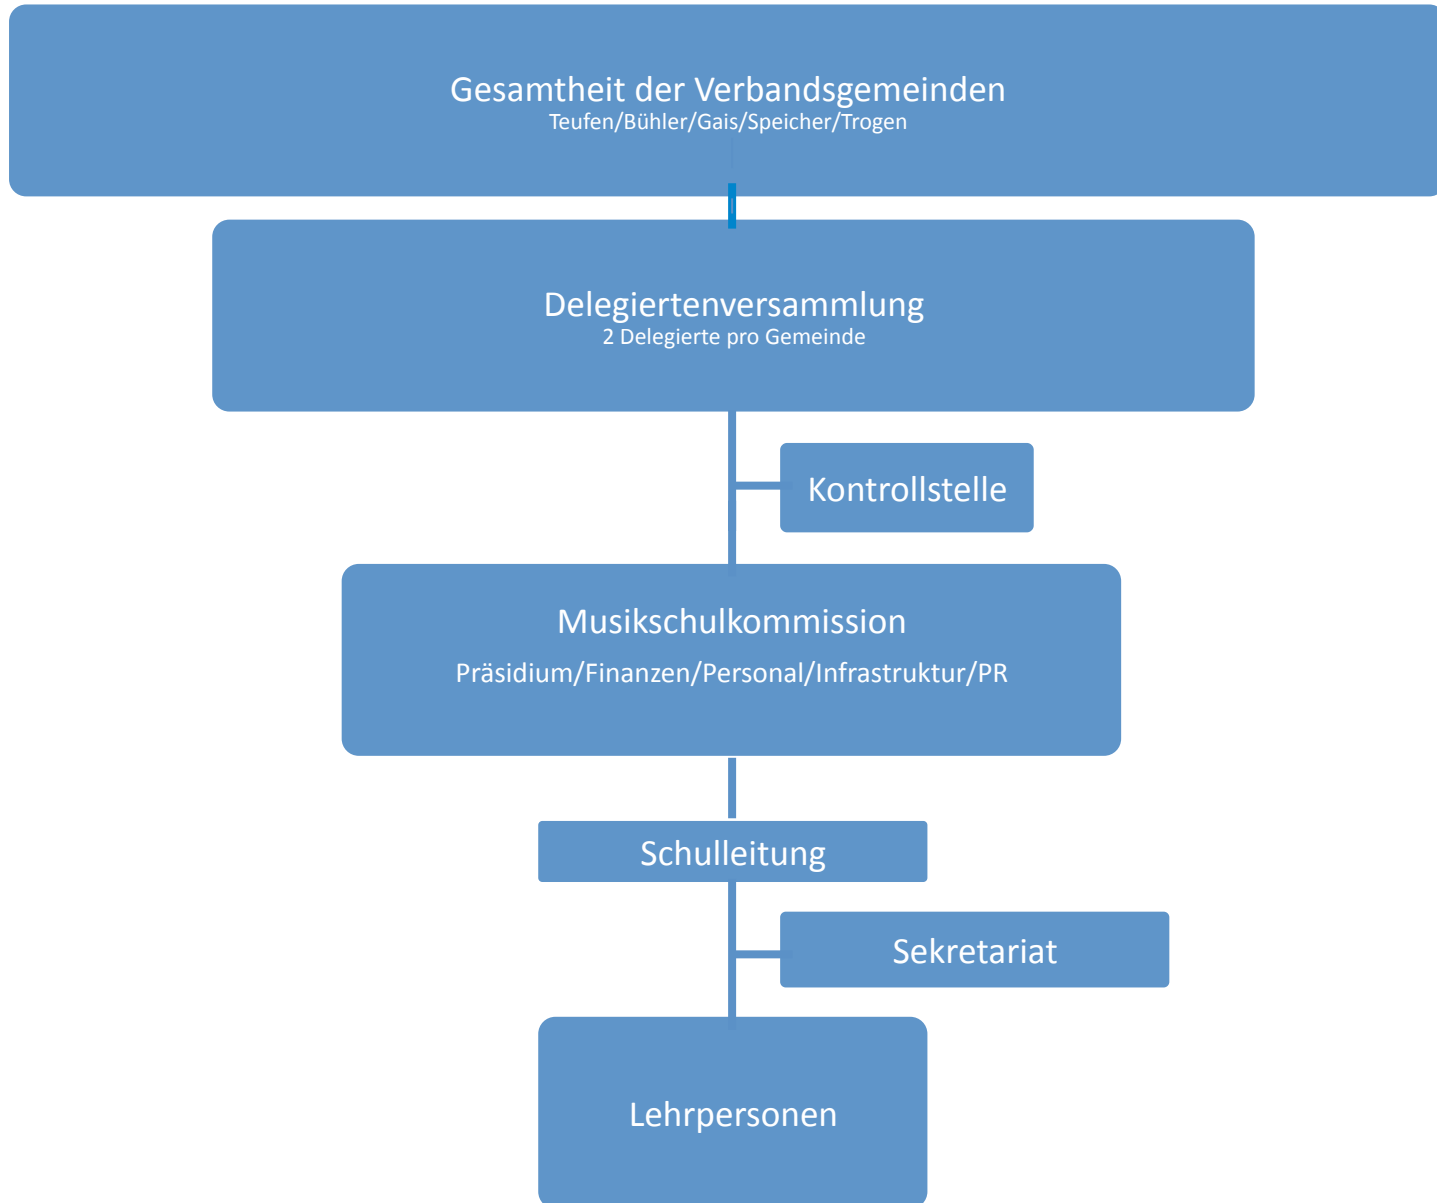 Gesamtheit der Verbandsgemeinden
Teufen/Bühler/Gais/Speicher/Trogen
Delegiertenversammlung
2 Delegierte pro Gemeinde
Kontrollstelle
Musikschulkommission
Präsidium/Finanzen/Personal/Infrastruktur/PR
Schulleitung
Sekretariat
Lehrpersonen